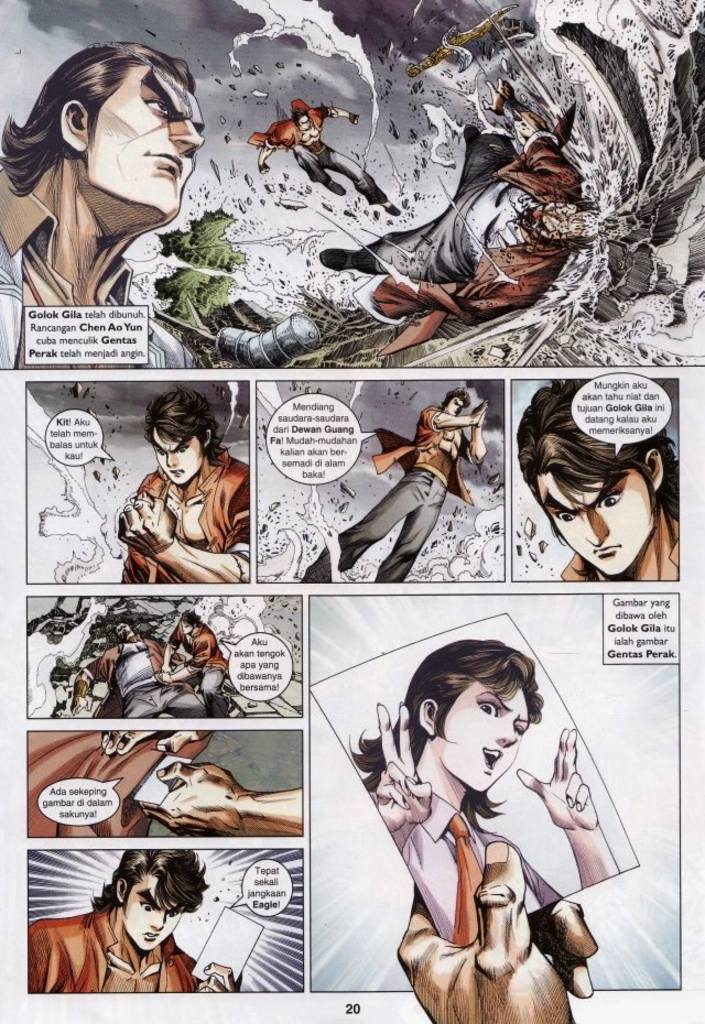 Golok Gila telah dibunuh.
Rancangan Chen Ao Yun
cuba menculik Gentas
Perak telah menjadi angin.
Kit! Aku
telah mem-
balas untuk
kau!
Mendiang
saudara-saudara
dari Dewan Guang
Fa! Mudah-mudahan
kalian akan ber-
semadi di alam
baka!
Mungkin aku
akan tahu niat dan
tujuan Golok Gila ini
datang kalau aku
memeriksanya!
Aku
akan tengok
apa yang
dibawanya
bersama!
Ada sekeping
gambar di dalam
sakunya!
Tepat
sekali
jangkaan
Eagle!
Gambar yang
dibawa oleh
Golok Gila itu
ialah gambar
Gentas Perak.
20